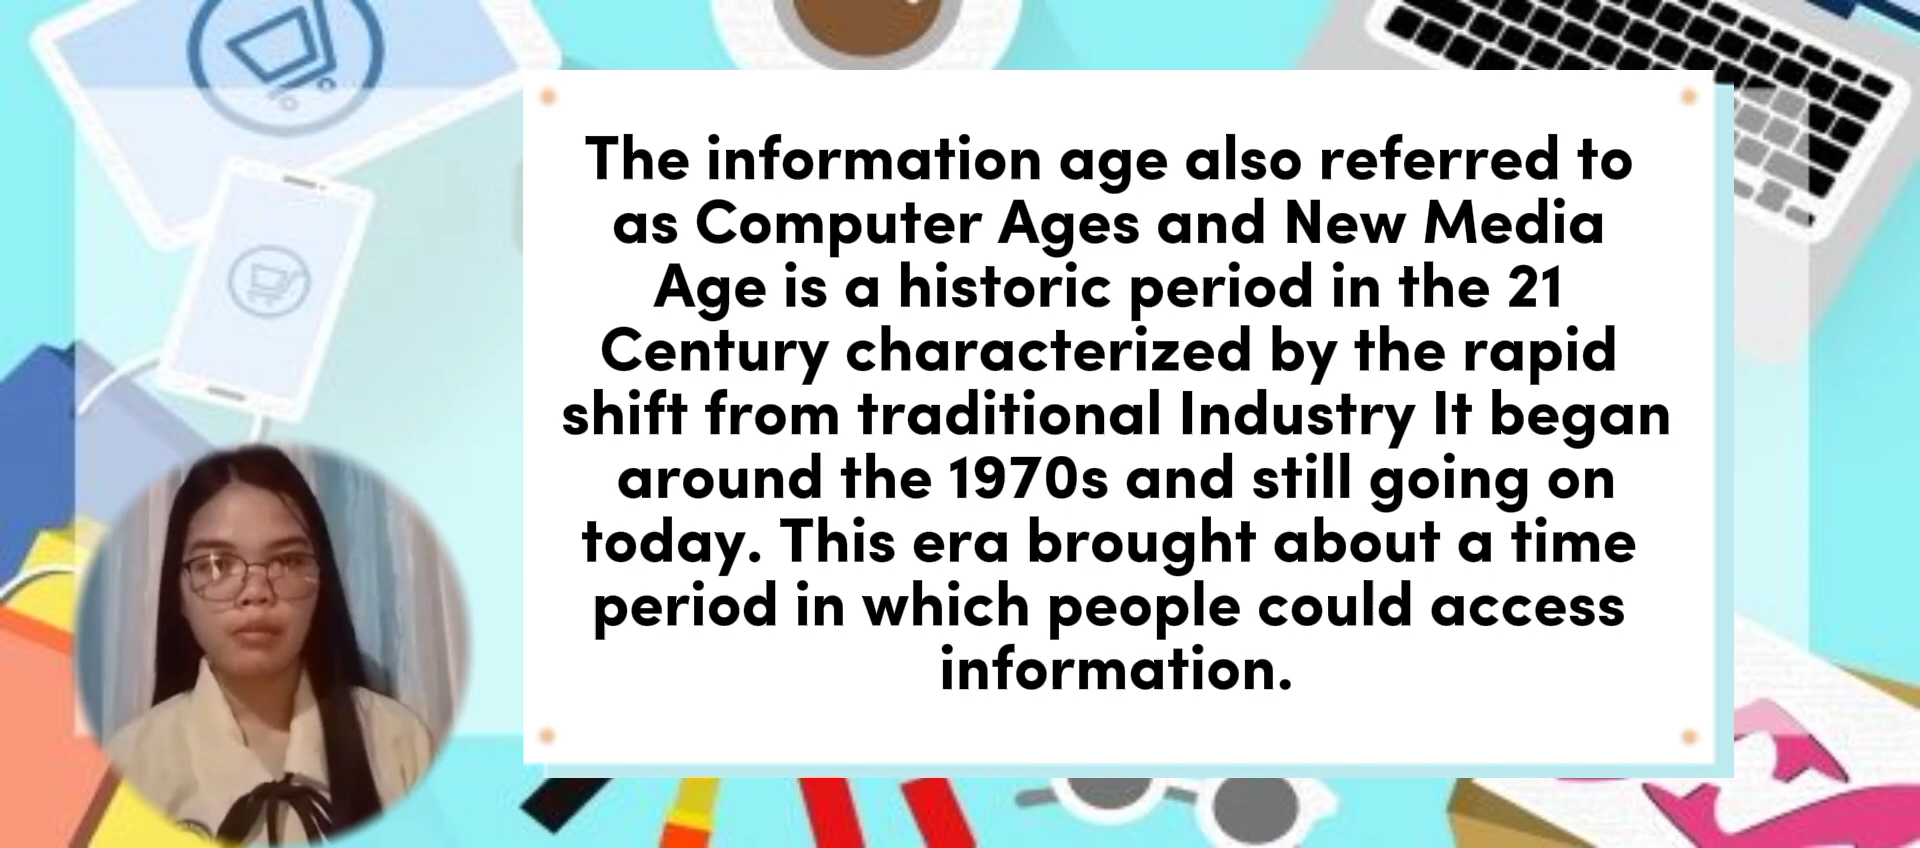 The information age also referred to
as Computer Ages and New Media
Age is a historic period in the 21
Century characterized by the rapid
shift from traditional Industry It began
around the 1970s and still going on
today. This era brought about a time
period in which people could access
information.